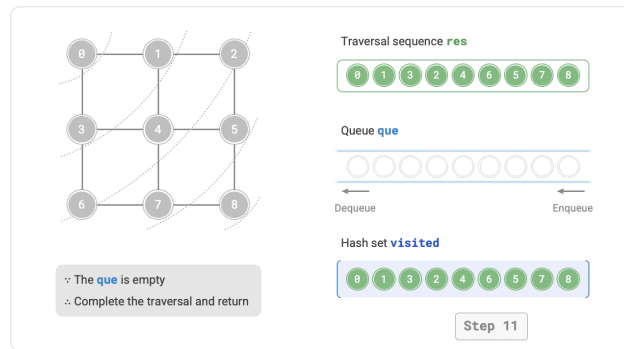 0 1 2
3 4 5
6 7 8
∵ The que is empty
∴ Complete the traversal and return
Traversal sequence res
0 1 3 2 4 6 5 7 8
Queue que
Dequeue Enqueue
Hash set visited
0 1 3 2 4 6 5 7 8
Step 11